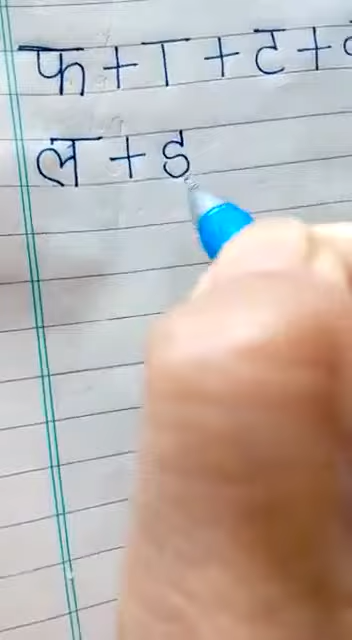 फ + ा + ट +
ल + ड